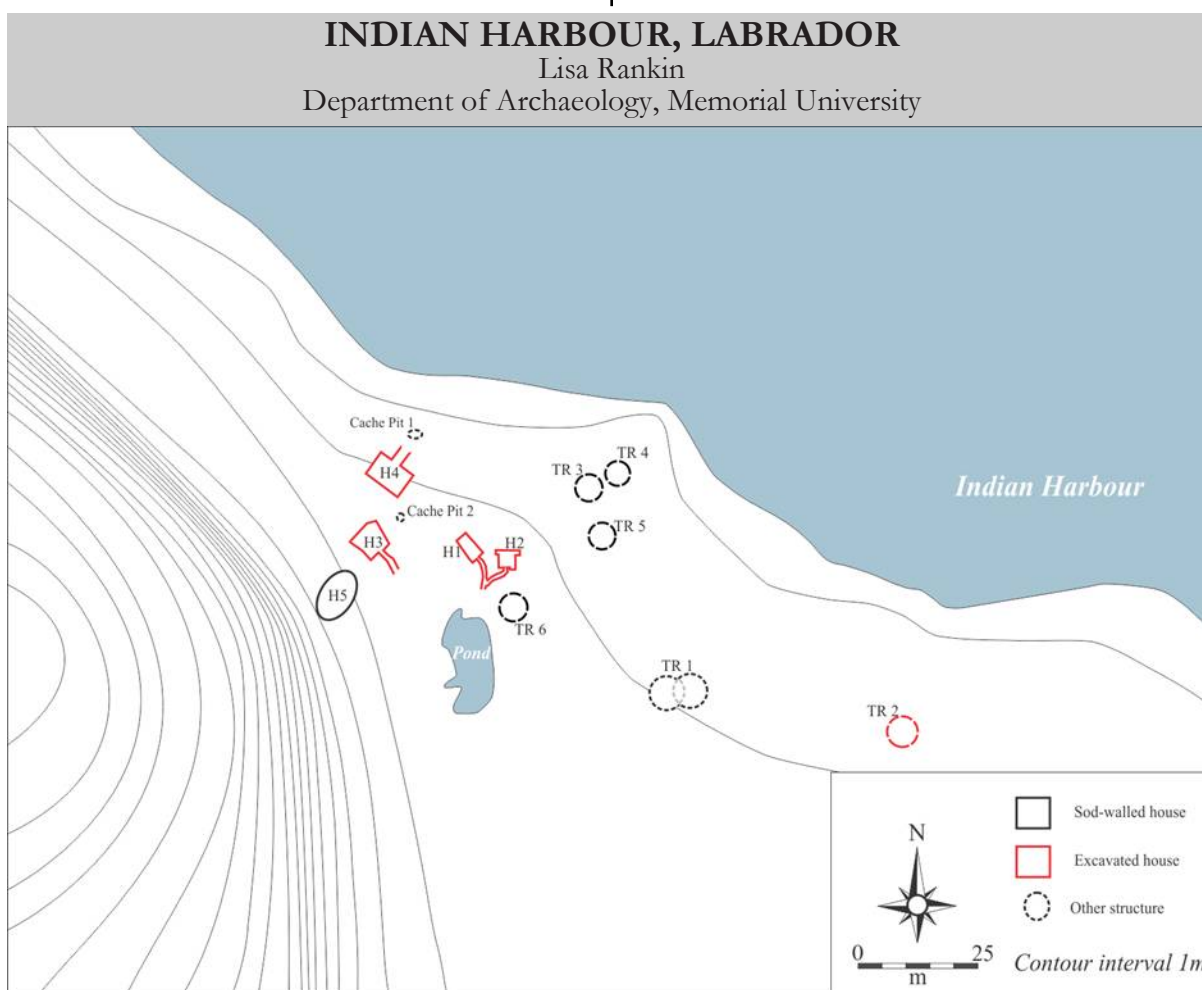 INDIAN HARBOUR, LABRADOR
Lisa Rankin
Department of Archaeology, Memorial University
Cache Pit 1
H4
TR 3
TR 4
Indian Harbour
Cache Pit 2
H3
H1
H2
TR 5
H5
TR 6
Pond
TR 1
TR 2
N
0 25
m
Sod-walled house
Excavated house
Other structure
Contour interval 1m